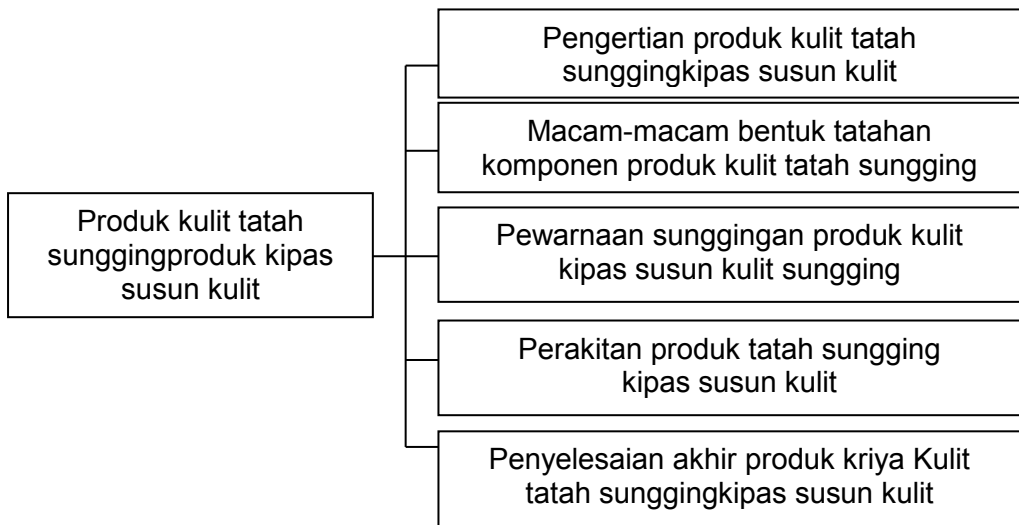 Pengertian produk kulit tatah
sunggingkipas susun kulit
Macam-macam bentuk tatahan
komponen produk kulit tatah sungging
Produk kulit tatah
sunggingproduk kipas
susun kulit
Pewarnaan sunggingan produk kulit
kipas susun kulit sungging
Perakitan produk tatah sungging
kipas susun kulit
Penyelesaian akhir produk kriya Kulit
tatah sunggingkipas susun kulit